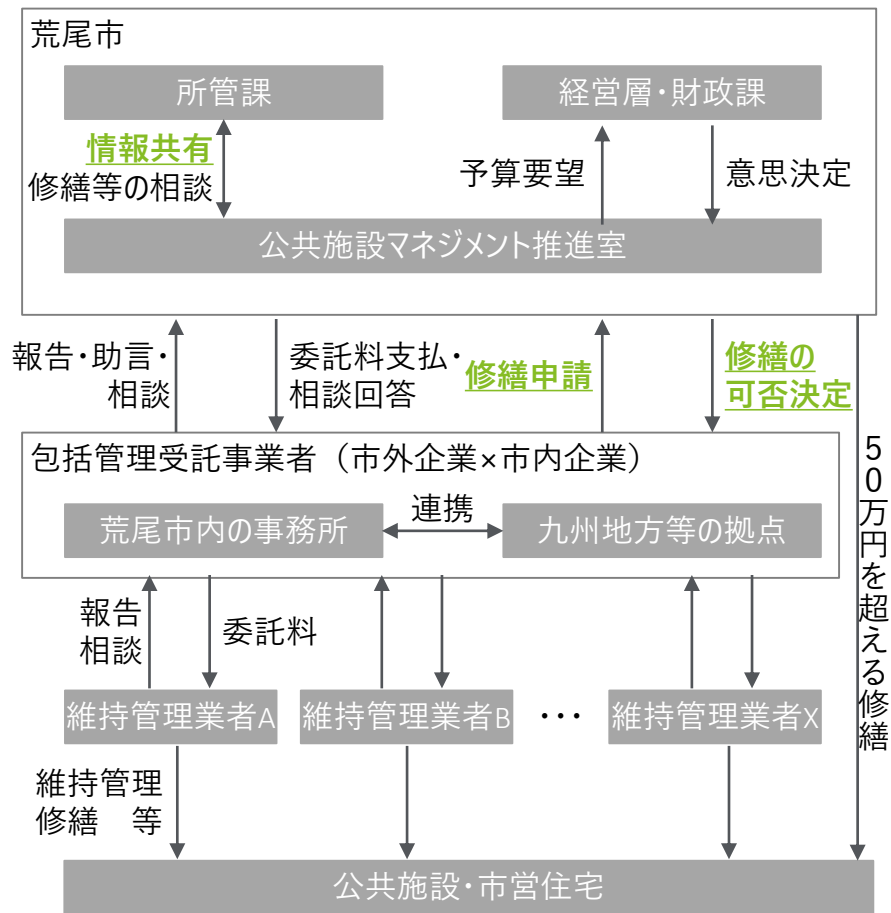 荒尾市
所管課
経営層・財政課
情報共有
修繕等の相談
予算要望
意思決定
公共施設マネジメント推進室
報告・助言・
相談
委託料支払・
相談回答
修繕申請
修繕の
可否決定
50万円を超える修繕
包括管理受託事業者（市外企業×市内企業）
荒尾市内の事務所
連携
九州地方等の拠点
報告
相談
委託料
維持管理業者A
維持管理業者B
・・・
維持管理業者X
維持管理
修繕　等
公共施設・市営住宅